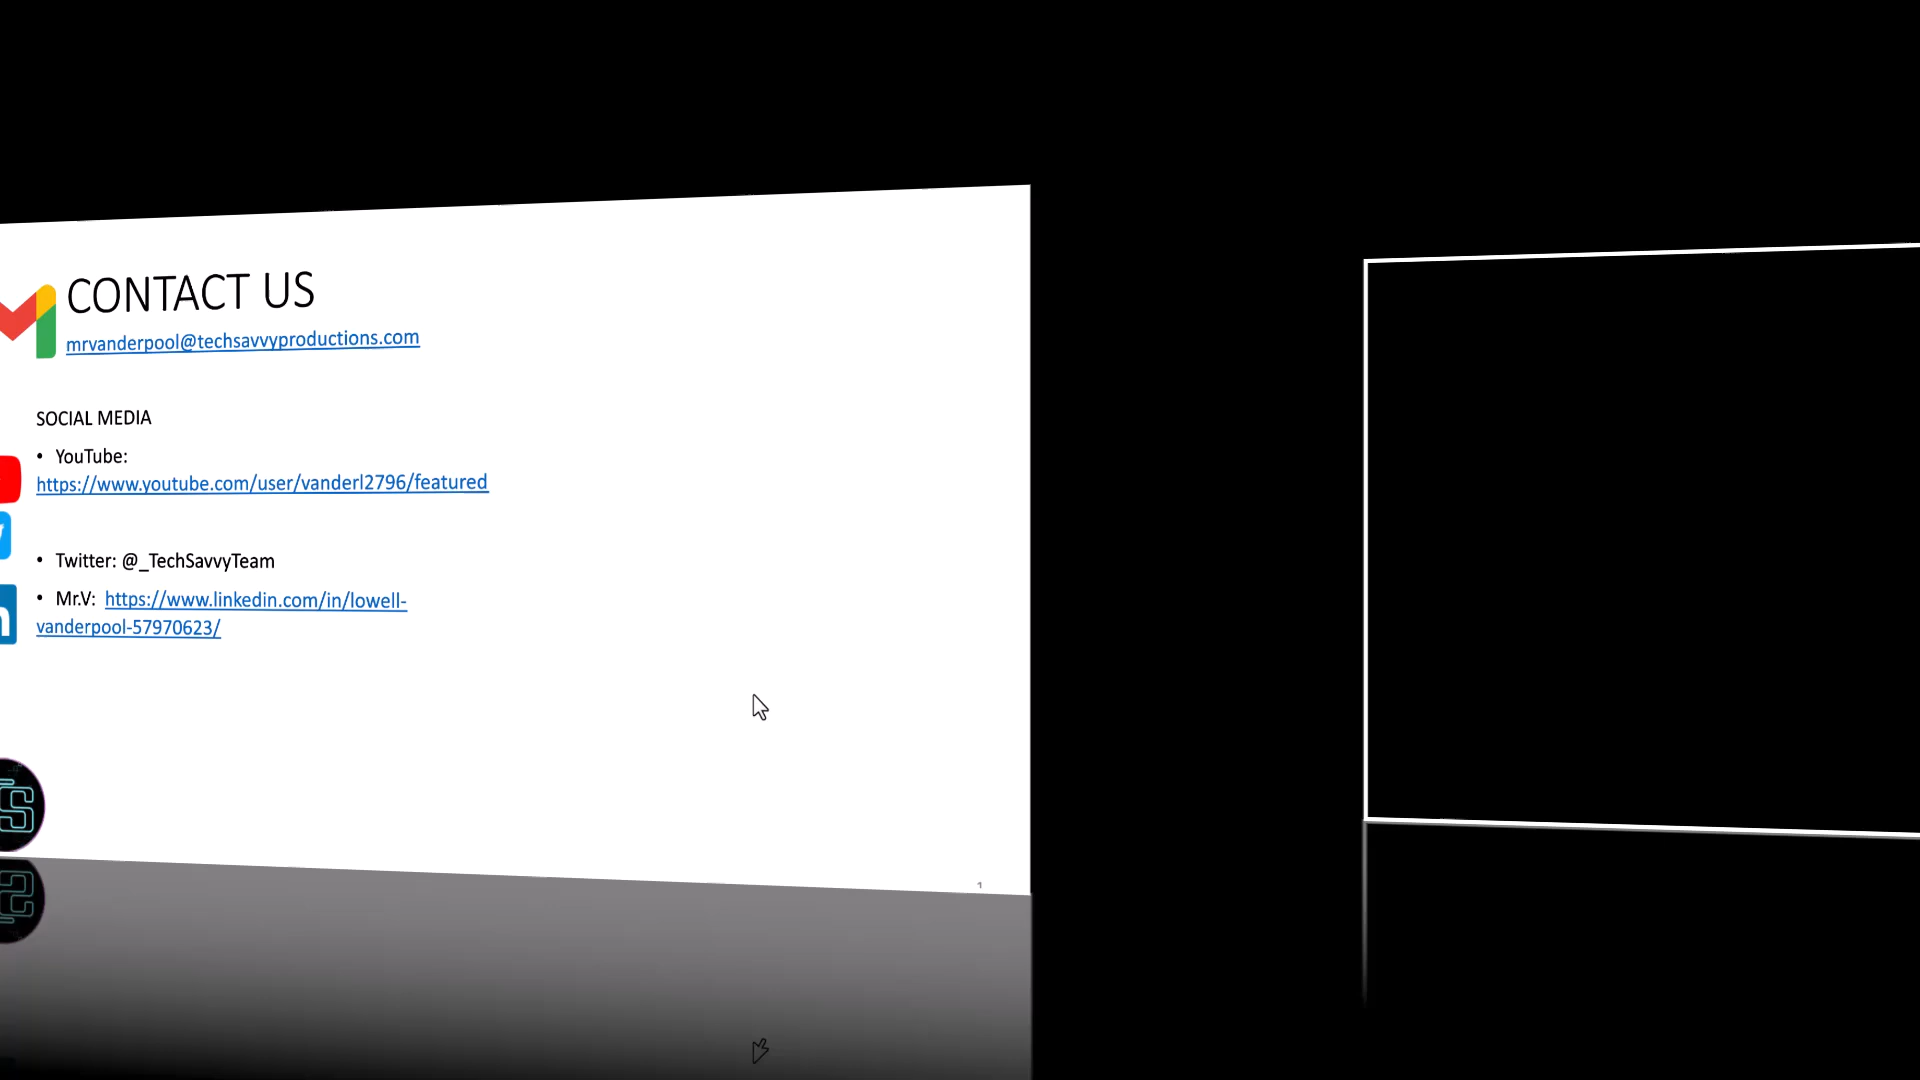 CONTACT US
mrvanderpool@techsavvyproductions.com
SOCIAL MEDIA
• YouTube:
https://www.youtube.com/user/vanderl2796/featured
• Twitter: @_TechSavvyTeam
• Mr.V: https://www.linkedin.com/in/lowell-
vanderpool-57970623/
1